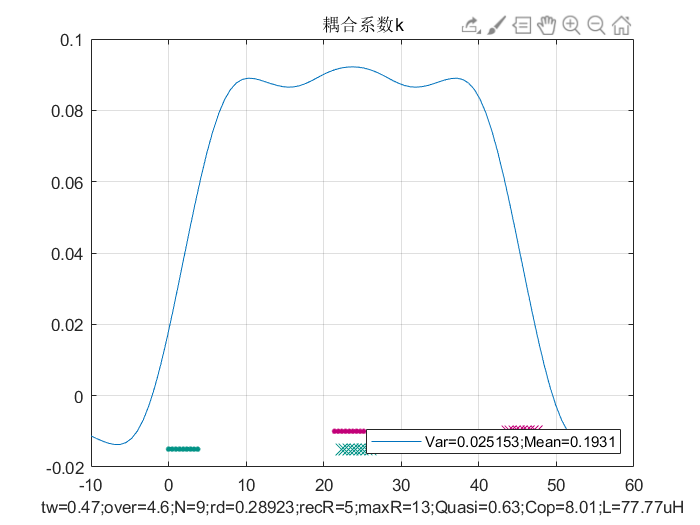 耦合系数k
0.1
0.08
0.06
0.04
0.02
0
-0.02
-10 0 10 20 30 40 50 60
Var=0.025153;Mean=0.1931
tw=0.47;over=4.6;N=9;rd=0.28923;recR=5;maxR=13;Quasi=0.63;Cop=8.01;L=77.77uH